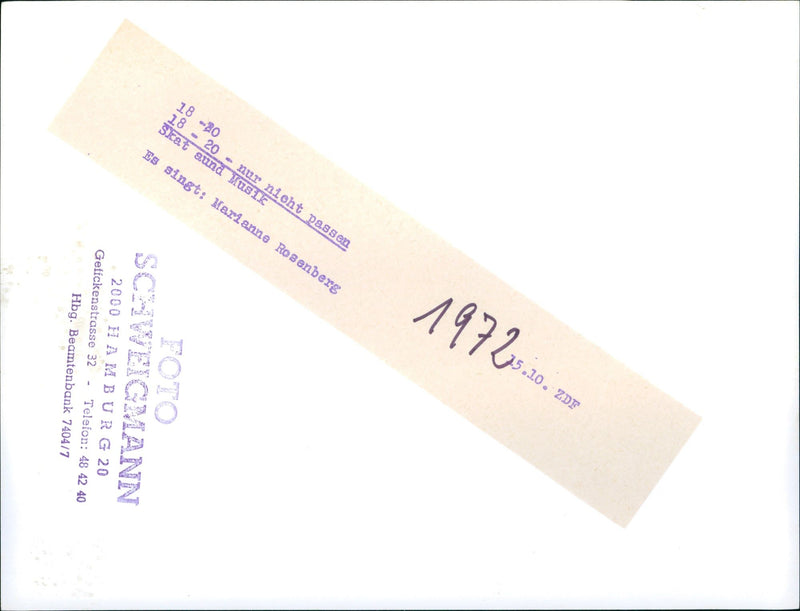 18 -20
18 - 20 - nur nicht passen
Skat aund Musik
Es singt: Marianne Rosenberg
1972
15.10. ZDF
FOTO
SCHWEIGMANN
2000 HAMBURG 20
Geffckenstrasse 32 - Telefon: 48 42 40
Hbg. Beamtenbank 7404/7